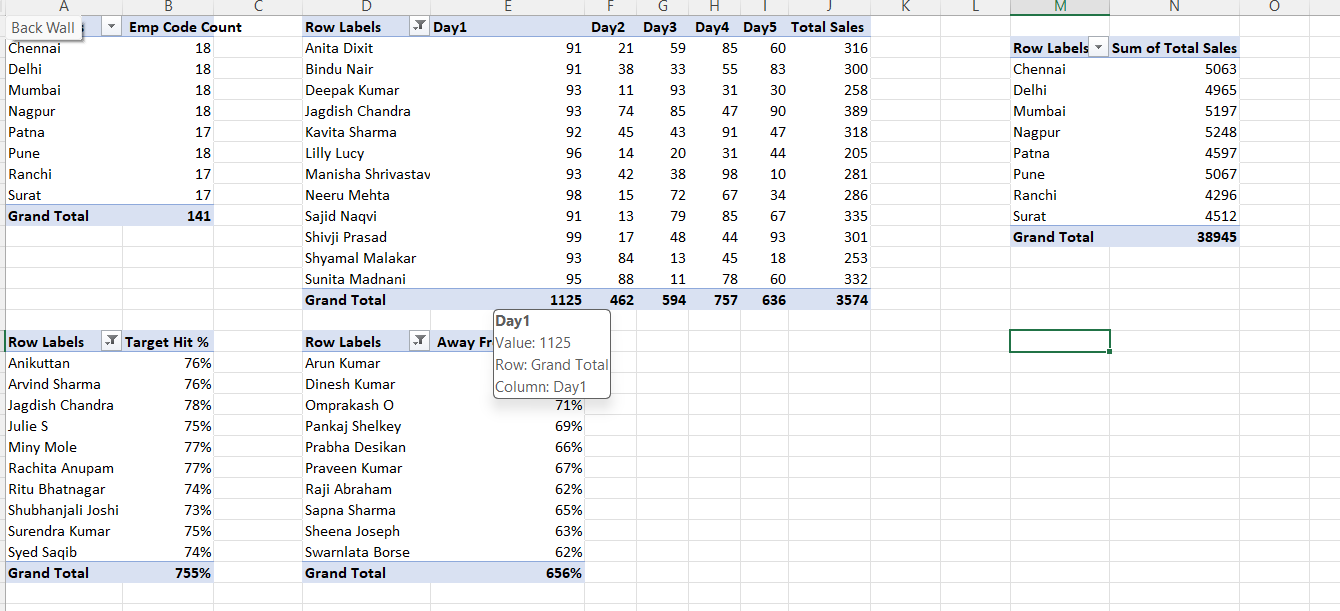 A B C D E F G H I J K L M N O
Back Wall Emp Code Count Row Labels Day1 Day2 Day3 Day4 Day5 Total Sales
Chennai 18 Anita Dixit 91 21 59 85 60 316 Row Labels Sum of Total Sales
Delhi 18 Bindu Nair 91 38 33 55 83 300 Chennai 5063
Mumbai 18 Deepak Kumar 93 11 93 31 30 258 Delhi 4965
Nagpur 18 Jagdish Chandra 93 74 85 47 90 389 Mumbai 5197
Patna 17 Kavita Sharma 92 45 43 91 47 318 Nagpur 5248
Pune 18 Lilly Lucy 96 14 20 31 44 205 Patna 4597
Ranchi 17 Manisha Shrivastav 93 42 38 98 10 281 Pune 5067
Surat 17 Neeru Mehta 98 15 72 67 34 286 Ranchi 4296
Grand Total 141 Sajid Naqvi 91 13 79 85 67 335 Surat 4512
Shivji Prasad 99 17 48 44 93 301 Grand Total 38945
Shyamal Malakar 93 84 13 45 18 253
Sunita Madnani 95 88 11 78 60 332
Grand Total 1125 462 594 757 636 3574
Day1
Value: 1125
Row: Grand Total
Column: Day1
Row Labels Target Hit % Row Labels Away Fr
Anikuttan 76% Arun Kumar
Arvind Sharma 76% Dinesh Kumar
Jagdish Chandra 78% Omprakash O 71%
Julie S 75% Pankaj Shelkey 69%
Miny Mole 77% Prabha Desikan 66%
Rachita Anupam 77% Praveen Kumar 67%
Ritu Bhatnagar 74% Raji Abraham 62%
Shubhanjali Joshi 73% Sapna Sharma 65%
Surendra Kumar 75% Sheena Joseph 63%
Syed Saqib 74% Swarnlata Borse 62%
Grand Total 755% Grand Total 656%